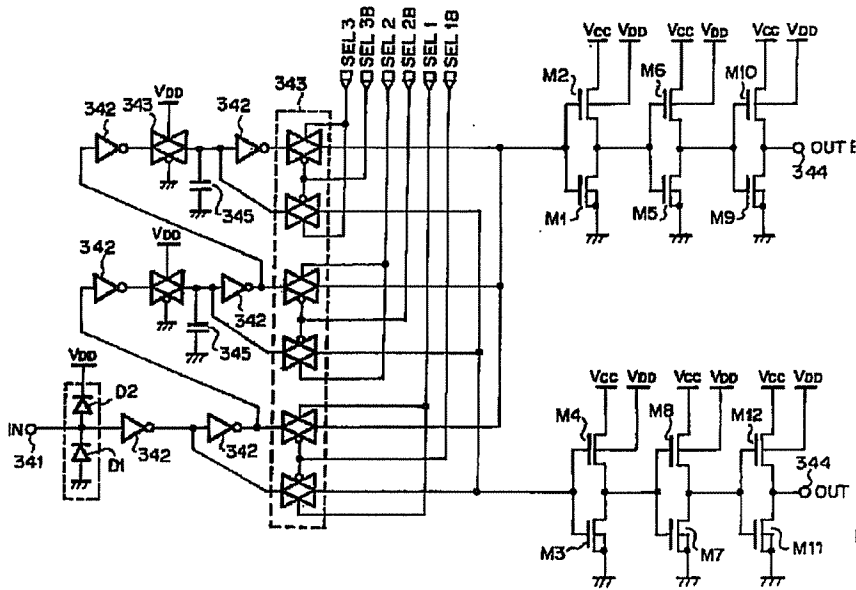 SEL 3
SEL 3B
SEL 2
SEL 2B
SEL 1
SEL 1B
VCC VDD VCC VDD VCC VDD
M2 M6 M10
342 343 VDD 342 343
OUT B
344
345
M1 M5 M9
342 VDD
342
345
VDD
D2
IN
341
342 342
D1
VCC VDD VCC VDD VCC VDD
M4 M8 M12
344
OUT
M3 M7 M11